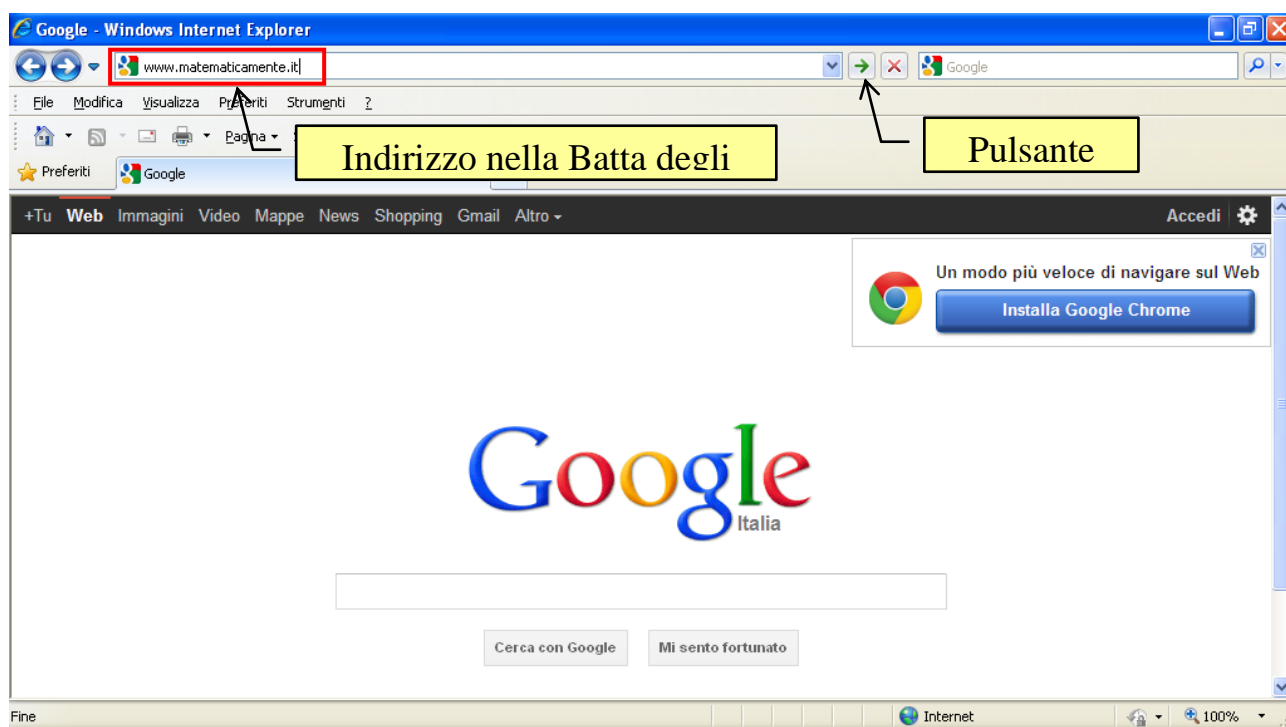 Google - Windows Internet Explorer
www.matematicamente.it
Google
File Modifica Visualizza Preferiti Strumenti ?
Pagina
Indirizzo nella Batta degli
Pulsante
Preferiti
Google
+Tu Web Immagini Video Mappe News Shopping Gmail Altro
Accedi
Un modo più veloce di navigare sul Web
Installa Google Chrome
Google
Italia
Cerca con Google
Mi sento fortunato
Fine
Internet
100%